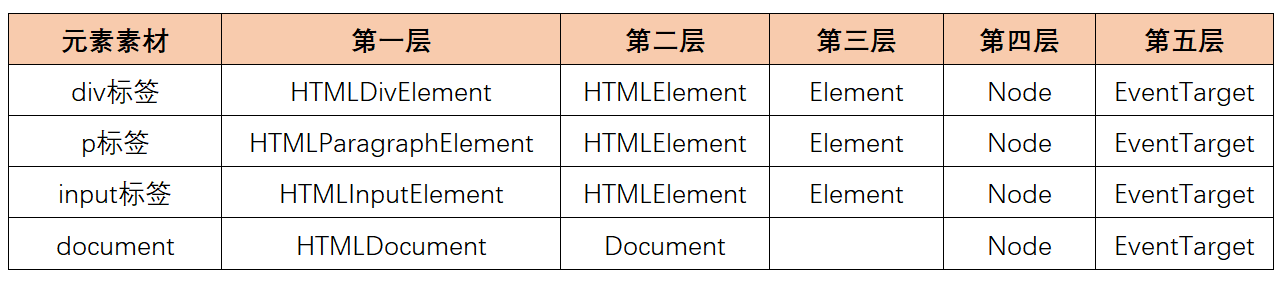 元素素材 第一层 第二层 第三层 第四层 第五层
div标签 HTMLDivElement HTMLElement Element Node EventTarget
p标签 HTMLParagraphElement HTMLElement Element Node EventTarget
input标签 HTMLInputElement HTMLElement Element Node EventTarget
document HTMLDocument Document Node EventTarget